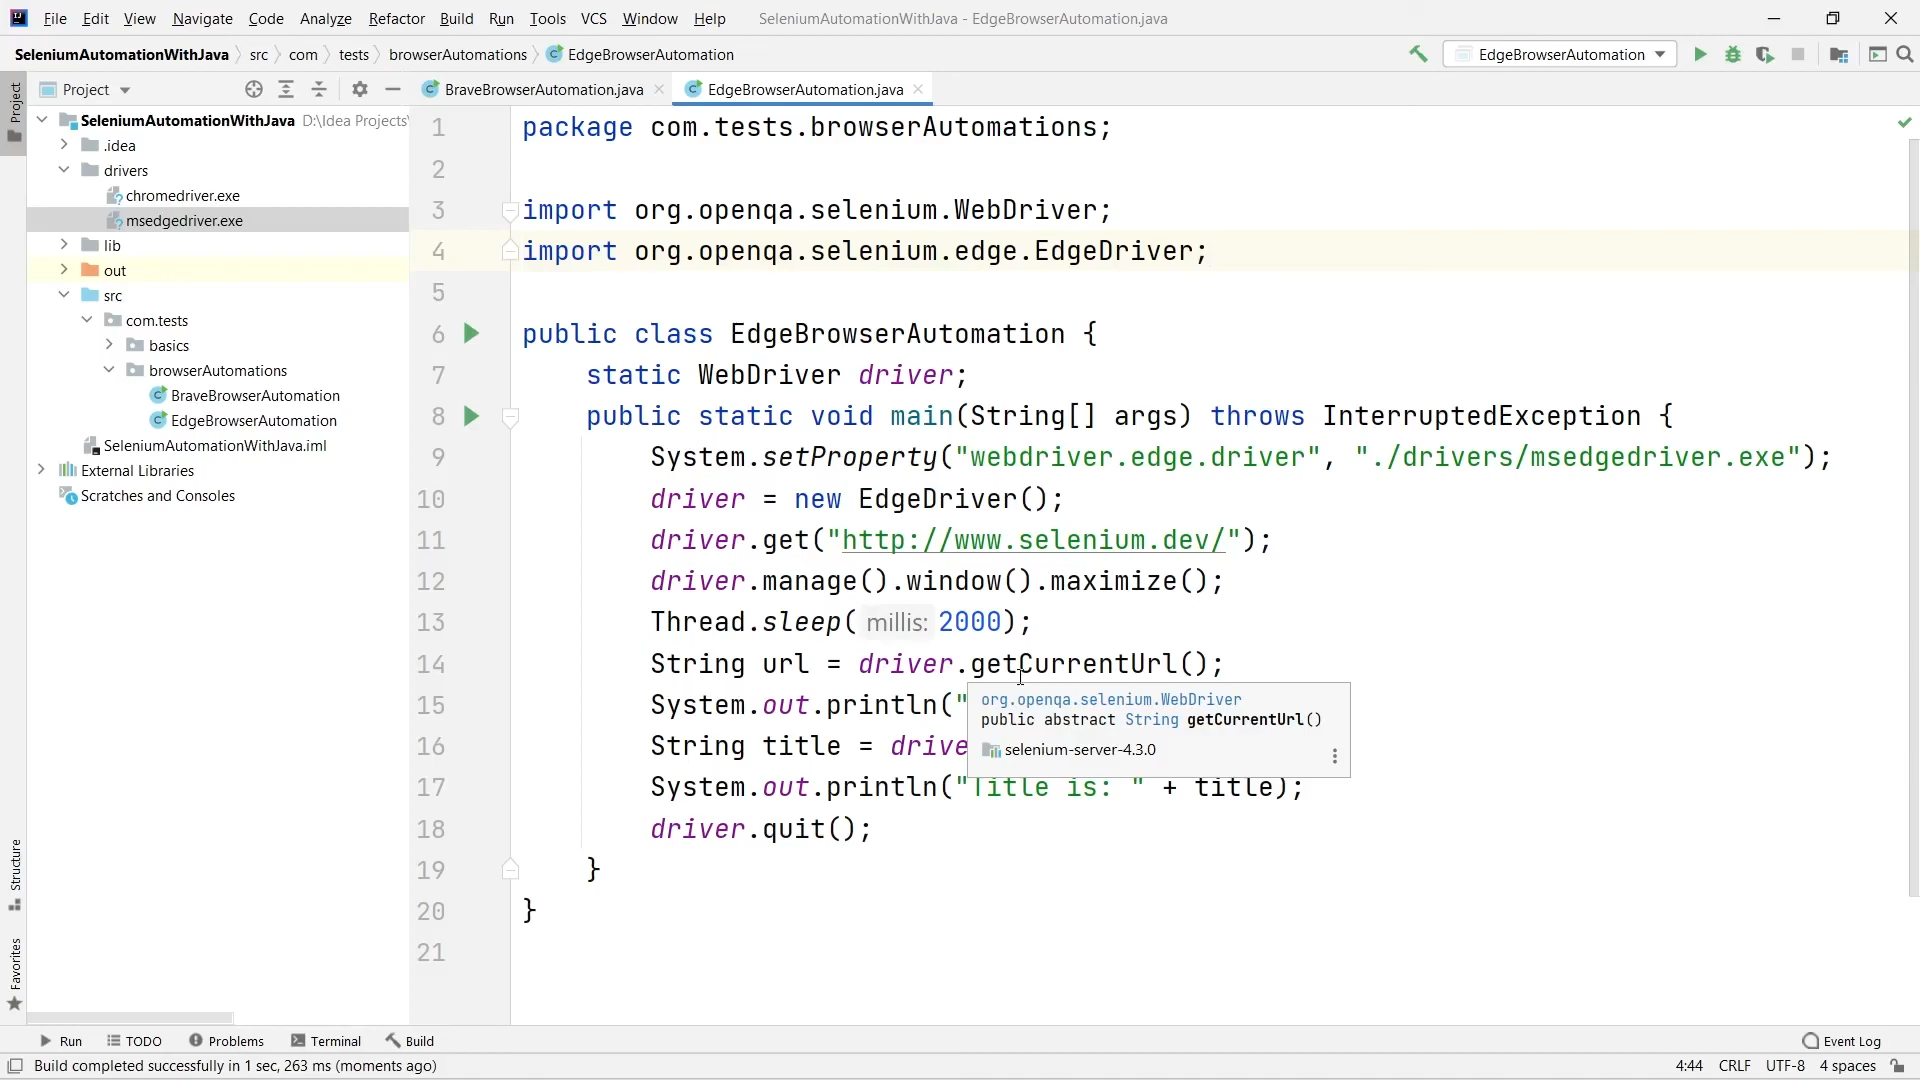 File Edit View Navigate Code Analyze Refactor Build Run Tools VCS Window Help SeleniumAutomationWithJava - EdgeBrowserAutomation.java
SeleniumAutomationWithJava src com tests browserAutomations EdgeBrowserAutomation EdgeBrowserAutomation
Project
Project
BraveBrowserAutomation.java
EdgeBrowserAutomation.java
SeleniumAutomationWithJava D:\Idea Projects\
.idea
drivers
chromedriver.exe
msedgedriver.exe
lib
out
src
com.tests
basics
browserAutomations
BraveBrowserAutomation
EdgeBrowserAutomation
SeleniumAutomationWithJava.iml
External Libraries
Scratches and Consoles
Structure
Favorites
1 package com.tests.browserAutomations;
2
3 import org.openqa.selenium.WebDriver;
4 import org.openqa.selenium.edge.EdgeDriver;
5
6 public class EdgeBrowserAutomation {
7 static WebDriver driver;
8 public static void main(String[] args) throws InterruptedException {
9 System.setProperty("webdriver.edge.driver", "./drivers/msedgedriver.exe");
10 driver = new EdgeDriver();
11 driver.get("http://www.selenium.dev/");
12 driver.manage().window().maximize();
13 Thread.sleep( millis: 2000);
14 String url = driver.getCurrentUrl();
15 System.out.println("
16 String title = drive
17 System.out.println("Title is: " + title);
18 driver.quit();
19 }
20 }
21
org.openqa.selenium.WebDriver
public abstract String getCurrentUrl()
selenium-server-4.3.0
Run TODO Problems Terminal Build Event Log
Build completed successfully in 1 sec, 263 ms (moments ago) 4:44 CRLF UTF-8 4 spaces